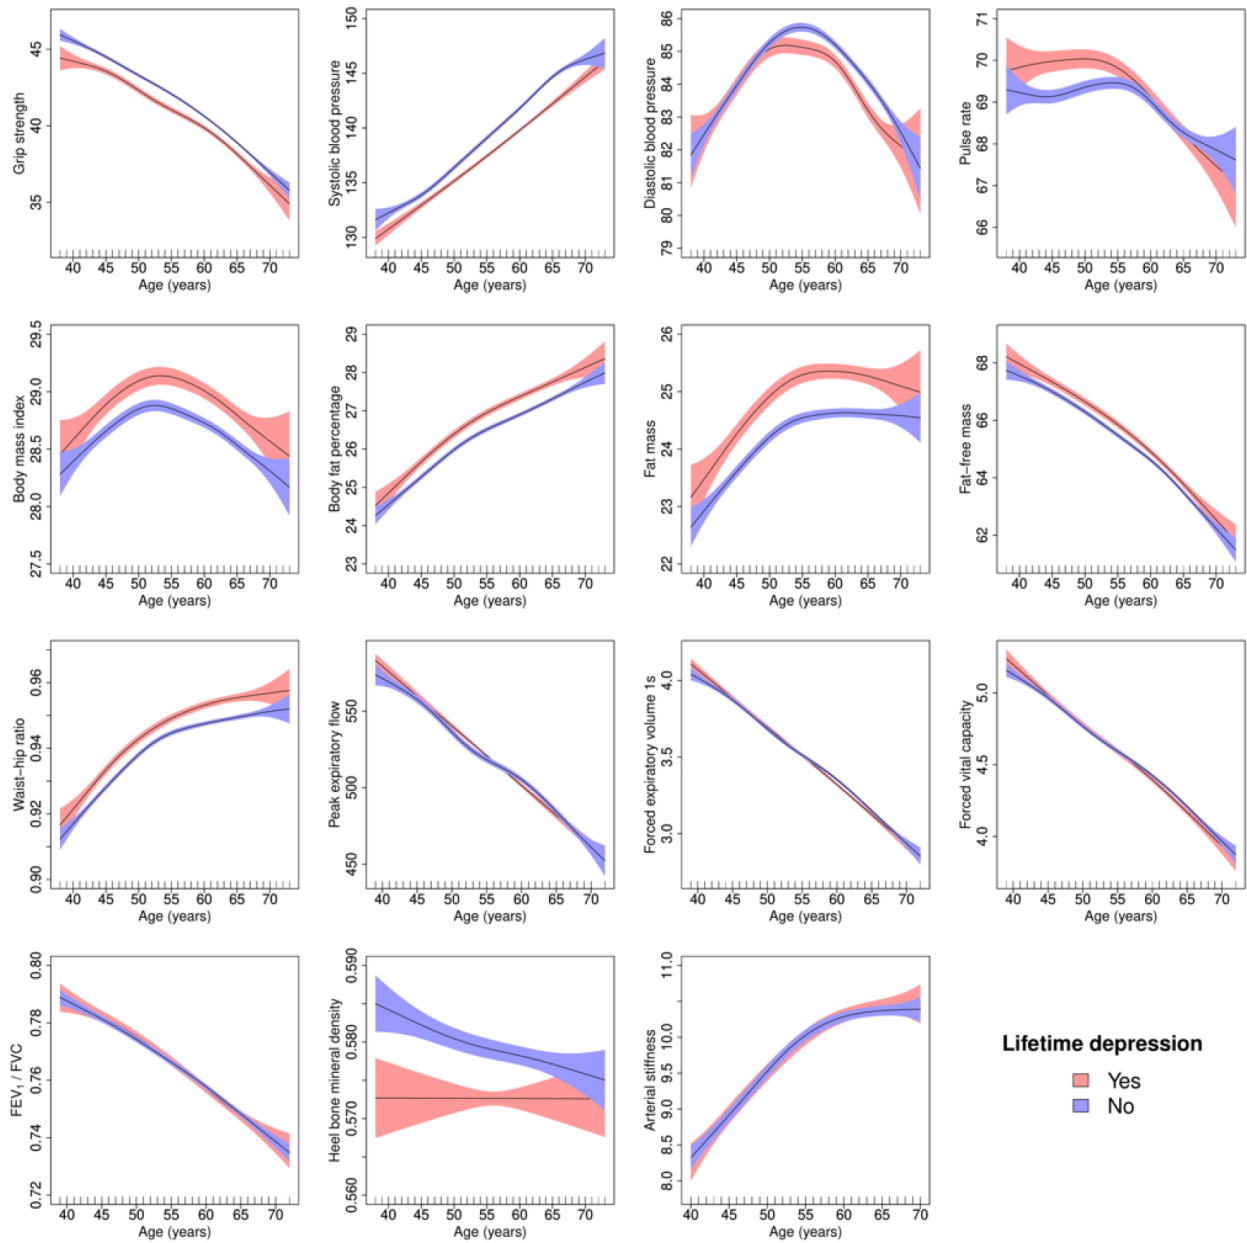 Grip strength
45
40
35
40 45 50 55 60 65 70
Age (years)
Systolic blood pressure
150
145
140
135
130
40 45 50 55 60 65 70
Age (years)
Diastolic blood pressure
86
85
84
83
82
81
80
79
40 45 50 55 60 65 70
Age (years)
Pulse rate
71
70
69
68
67
66
40 45 50 55 60 65 70
Age (years)
Body mass index
29.5
29.0
28.5
28.0
27.5
40 45 50 55 60 65 70
Age (years)
Body fat percentage
29
28
27
26
25
24
23
40 45 50 55 60 65 70
Age (years)
Fat mass
26
25
24
23
22
40 45 50 55 60 65 70
Age (years)
Fat−free mass
68
66
64
62
40 45 50 55 60 65 70
Age (years)
Waist−hip ratio
0.96
0.94
0.92
0.90
40 45 50 55 60 65 70
Age (years)
Peak expiratory flow
550
500
450
40 45 50 55 60 65 70
Age (years)
Forced expiratory volume 1s
4.0
3.5
3.0
40 45 50 55 60 65 70
Age (years)
Forced vital capacity
5.0
4.5
4.0
40 45 50 55 60 65 70
Age (years)
FEV₁ / FVC
0.80
0.78
0.76
0.74
0.72
40 45 50 55 60 65 70
Age (years)
Heel bone mineral density
0.590
0.580
0.570
0.560
40 45 50 55 60 65 70
Age (years)
Arterial stiffness
11.0
10.0
9.5
9.0
8.5
8.0
40 45 50 55 60 65 70
Age (years)
Lifetime depression
Yes
No